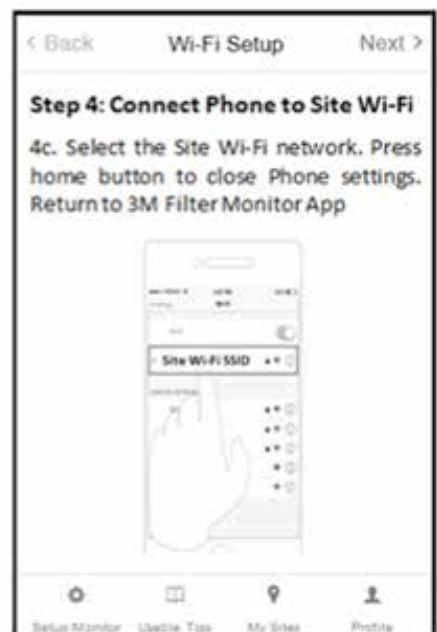 < Back Wi-Fi Setup Next >
Step 4: Connect Phone to Site Wi-Fi
4c. Select the Site Wi-Fi network. Press
home button to close Phone settings.
Return to 3M Filter Monitor App
Site Wi-Fi SSID
Setup Monitor Usable Tips My Sites Profile